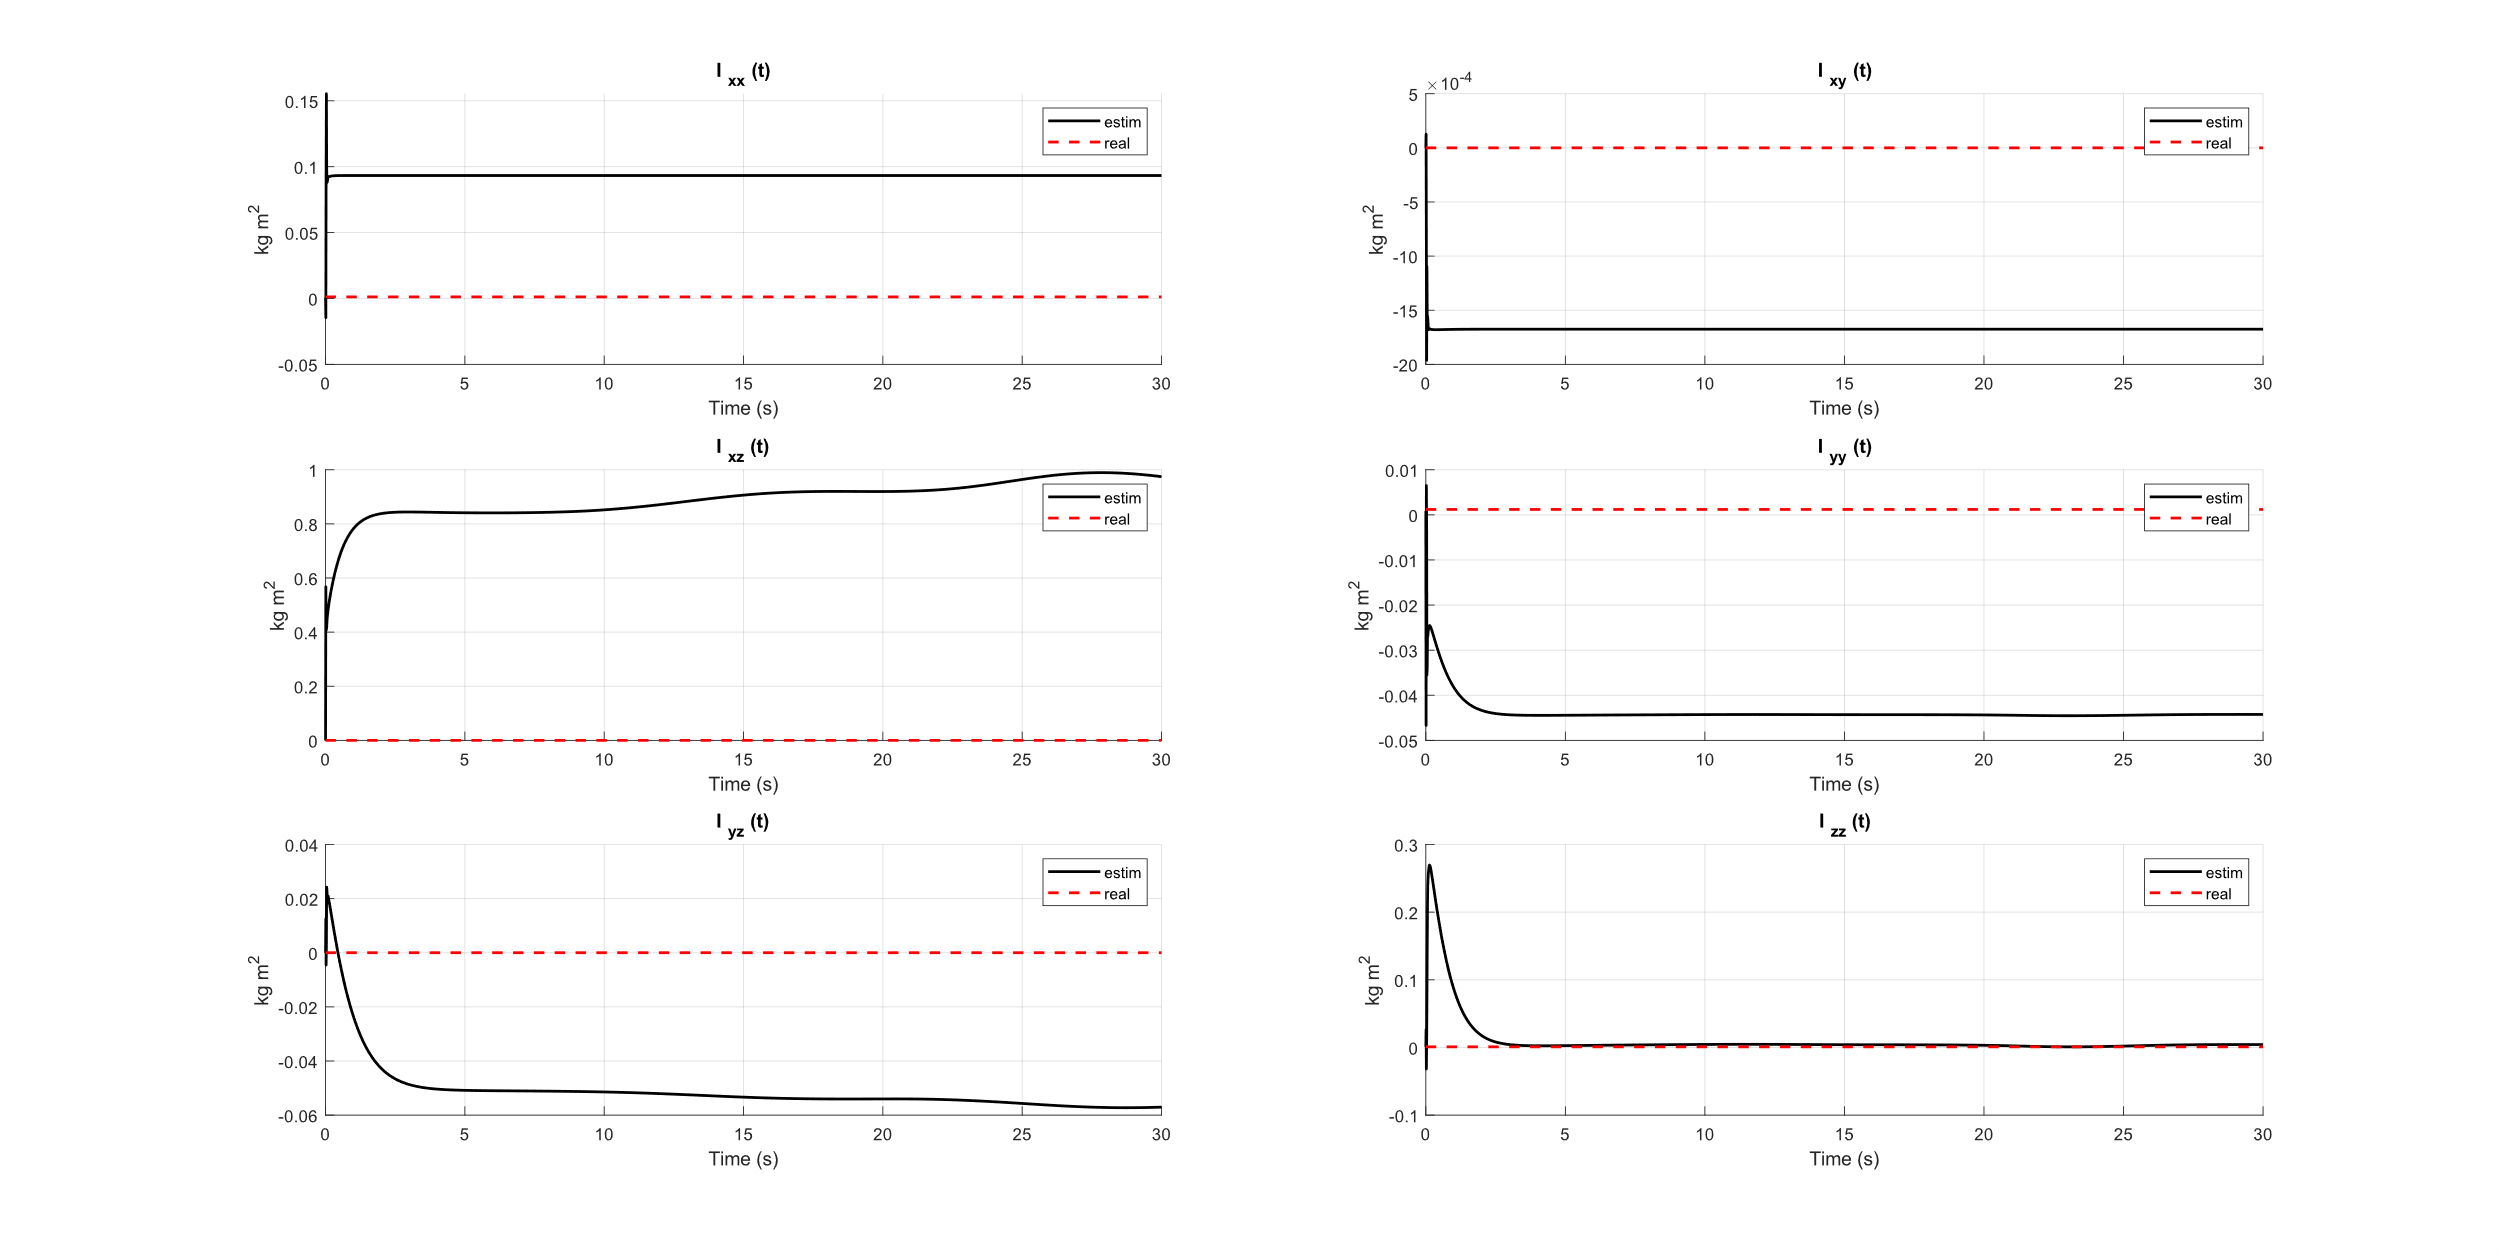 I xx (t)
0.15
0.1
0.05
0
-0.05
kg m2
0 5 10 15 20 25 30
Time (s)
estim
real
I xy (t)
× 10-4
5
0
-5
-10
-15
-20
kg m2
0 5 10 15 20 25 30
Time (s)
estim
real
I xz (t)
1
0.8
0.6
0.4
0.2
0
kg m2
0 5 10 15 20 25 30
Time (s)
estim
real
I yy (t)
0.01
0
-0.01
-0.02
-0.03
-0.04
-0.05
kg m2
0 5 10 15 20 25 30
Time (s)
estim
real
I yz (t)
0.04
0.02
0
-0.02
-0.04
-0.06
kg m2
0 5 10 15 20 25 30
Time (s)
estim
real
I zz (t)
0.3
0.2
0.1
0
-0.1
kg m2
0 5 10 15 20 25 30
Time (s)
estim
real